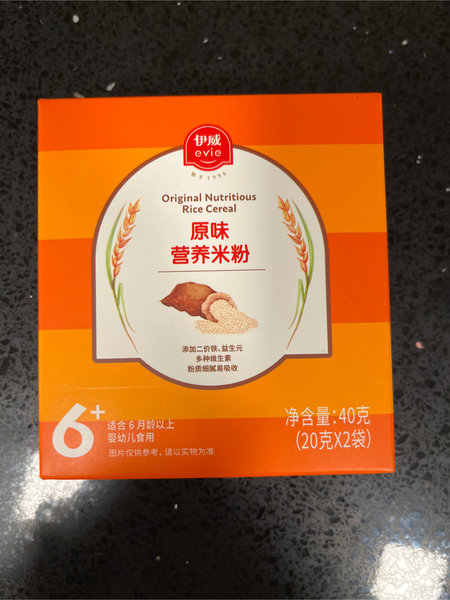 伊威
evie
始于1996
Original Nutritious
Rice Cereal
原味
营养米粉
添加二价铁、益生元
多种维生素
粉质细腻易吸收
6+
适合6月龄以上
婴幼儿食用
图片仅供参考，请以实物为准
净含量:40克
(20克X2袋)